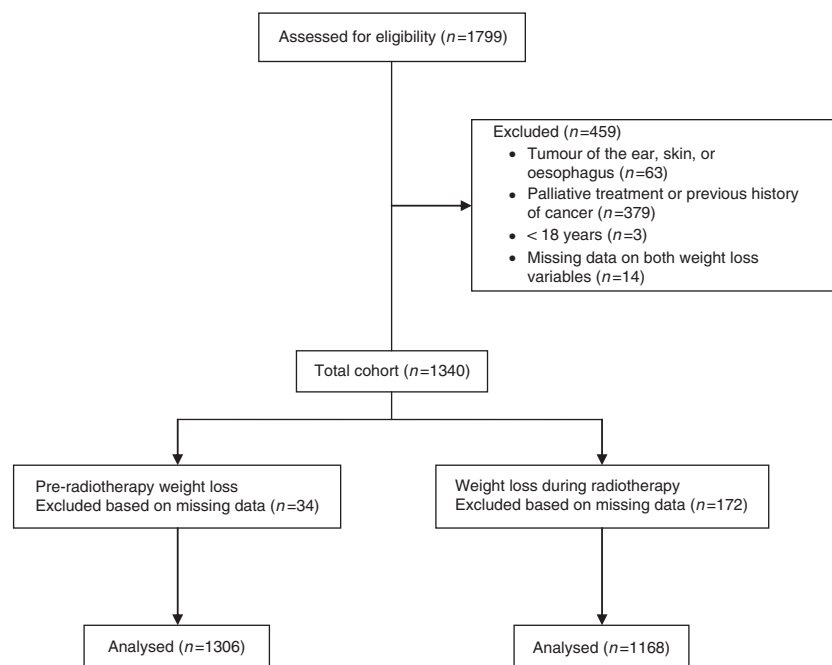 Assessed for eligibility (n=1799)
Excluded (n=459)
• Tumour of the ear, skin, or
oesophagus (n=63)
• Palliative treatment or previous history
of cancer (n=379)
• < 18 years (n=3)
• Missing data on both weight loss
variables (n=14)
Total cohort (n=1340)
Pre-radiotherapy weight loss
Excluded based on missing data (n=34)
Weight loss during radiotherapy
Excluded based on missing data (n=172)
Analysed (n=1306)
Analysed (n=1168)